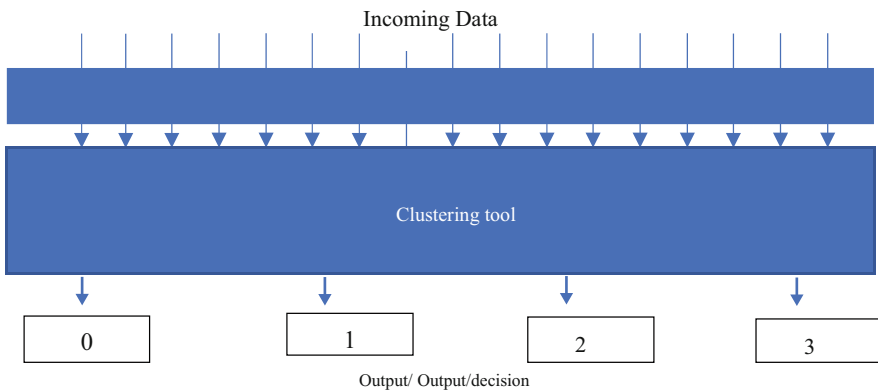 Incoming Data
Clustering tool
0 1 2 3
Output/ Output/decision